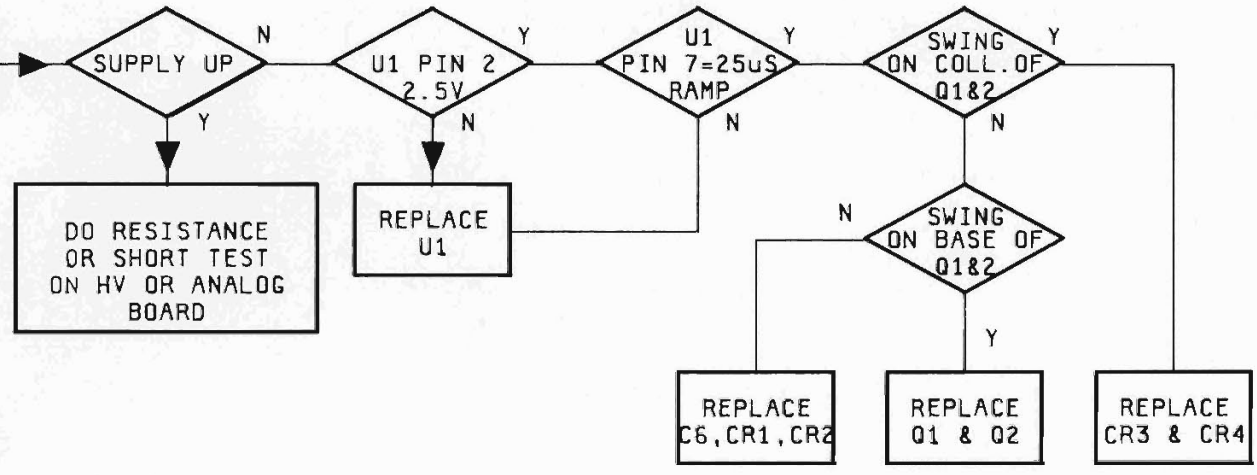 SUPPLY UP
N
Y
DO RESISTANCE
OR SHORT TEST
ON HV OR ANALOG
BOARD
U1 PIN 2
2.5V
Y
N
REPLACE
U1
U1
PIN 7=25uS
RAMP
Y
N
SWING
ON COLL.OF
Q1&2
Y
N
SWING
ON BASE OF
Q1&2
N
Y
REPLACE
C6,CR1,CR2
REPLACE
Q1 & Q2
REPLACE
CR3 & CR4